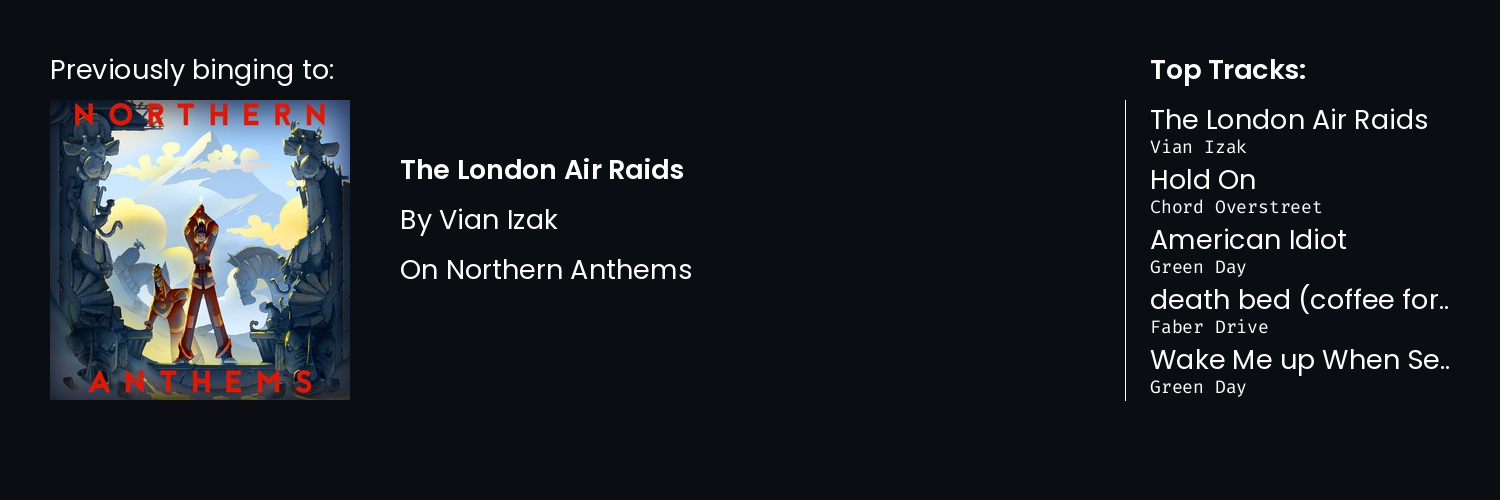 Previously binging to:
NORTHERN
ANTHEMS
The London Air Raids
By Vian Izak
On Northern Anthems
Top Tracks:
The London Air Raids
Vian Izak
Hold On
Chord Overstreet
American Idiot
Green Day
death bed (coffee for..
Faber Drive
Wake Me up When Se..
Green Day